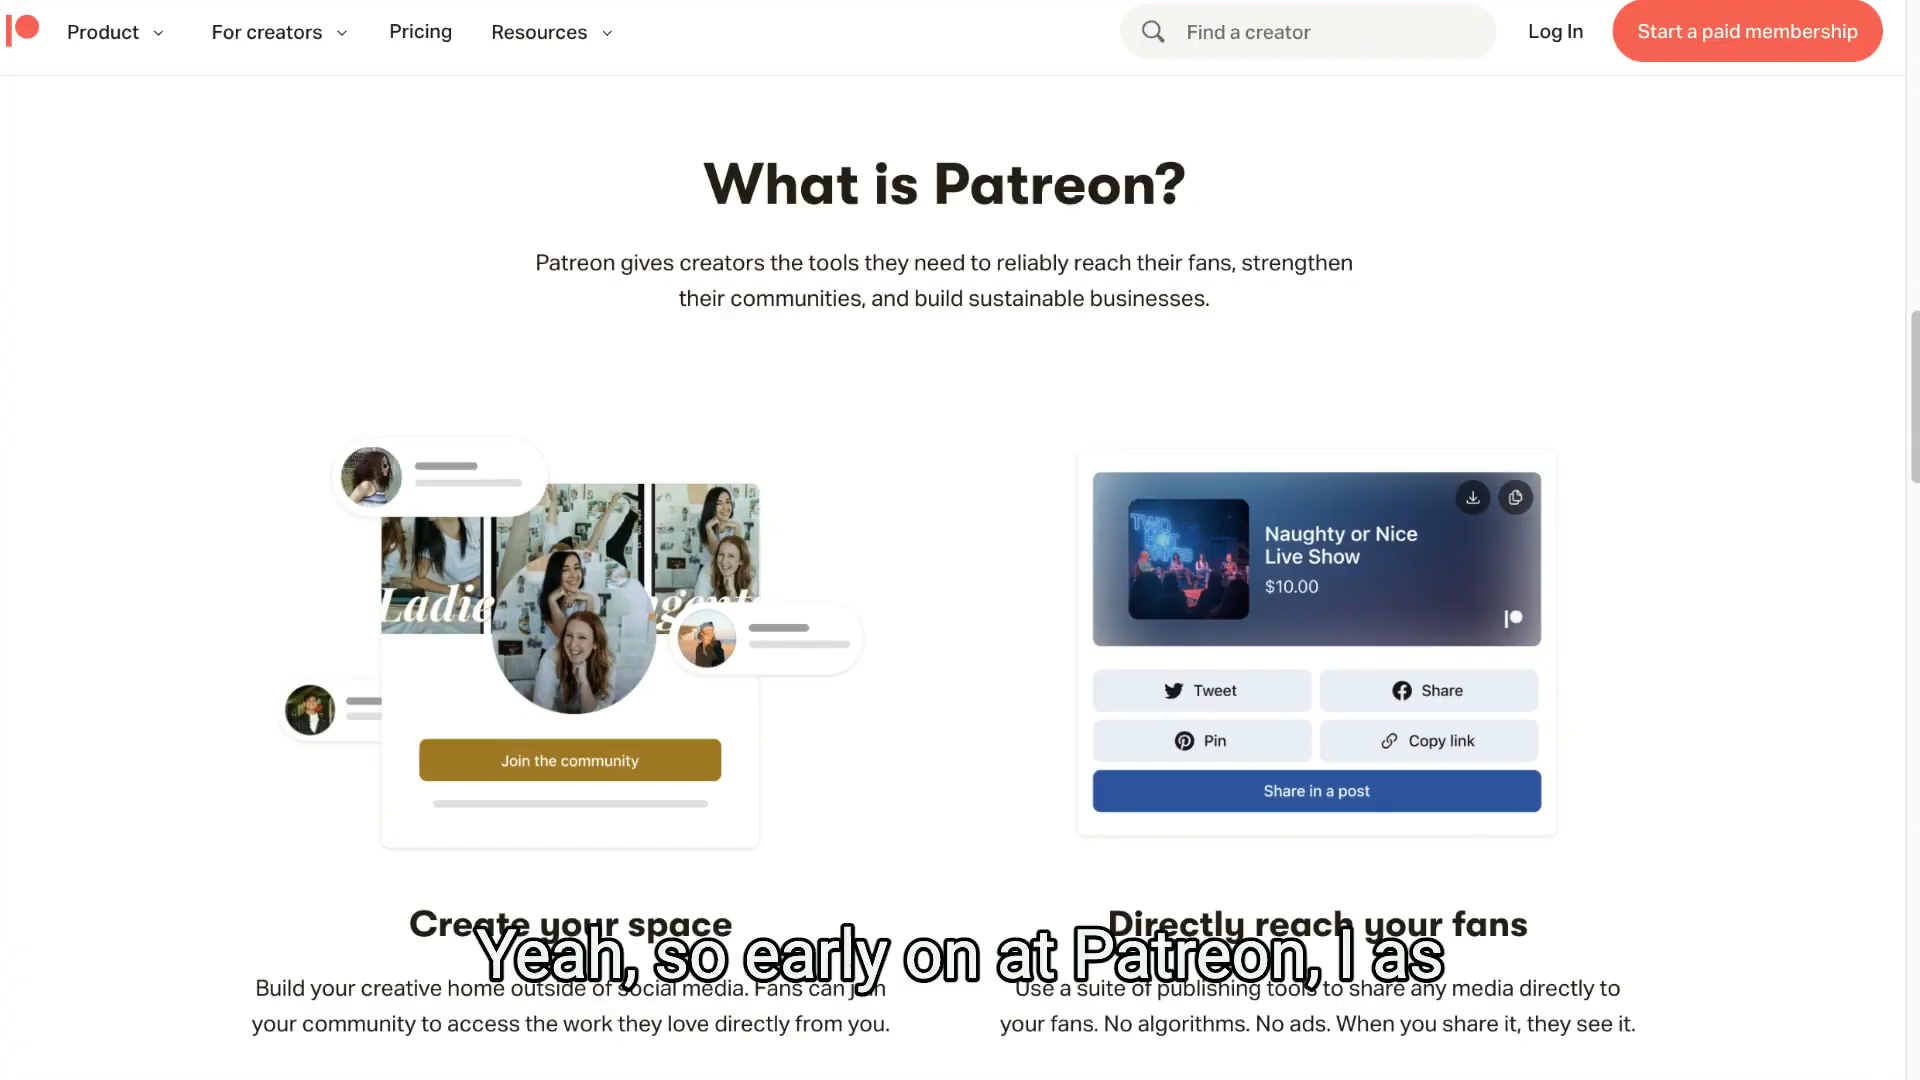 Product
For creators
Pricing
Resources
Find a creator
Log In
Start a paid membership
What is Patreon?
Patreon gives creators the tools they need to reliably reach their fans, strengthen
their communities, and build sustainable businesses.
Ladie
Join the community
TWO
HOT
Naughty or Nice
Live Show
$10.00
Tweet
Share
Pin
Copy link
Share in a post
Create your space
Build your creative home outside of social media. Fans can join
your community to access the work they love directly from you.
Directly reach your fans
Use a suite of publishing tools to share any media directly to
your fans. No algorithms. No ads. When you share it, they see it.
Yeah, so early on at Patreon, I as